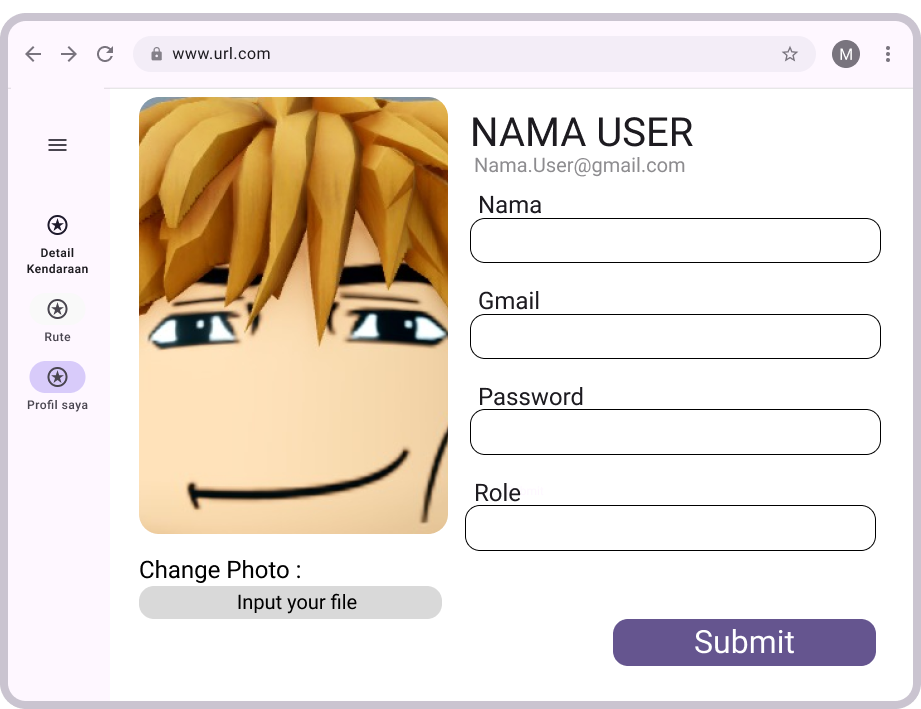 www.url.com
M
Detail
Kendaraan
Rute
Profil saya
NAMA USER
Nama.User@gmail.com
Nama
Gmail
Password
Role
Change Photo :
Input your file
Submit